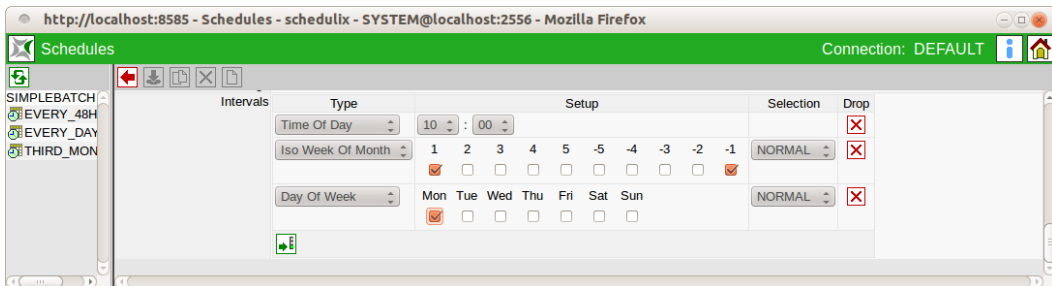 http://localhost:8585 - Schedules - schedulix - SYSTEM@localhost:2556 - Mozilla Firefox
Schedules Connection: DEFAULT
SIMPLEBATCH
EVERY_48H
EVERY_DAY
THIRD_MON
Intervals Type Setup Selection Drop
Time Of Day 10 : 00
Iso Week Of Month 1 2 3 4 5 -5 -4 -3 -2 -1 NORMAL
Day Of Week Mon Tue Wed Thu Fri Sat Sun NORMAL